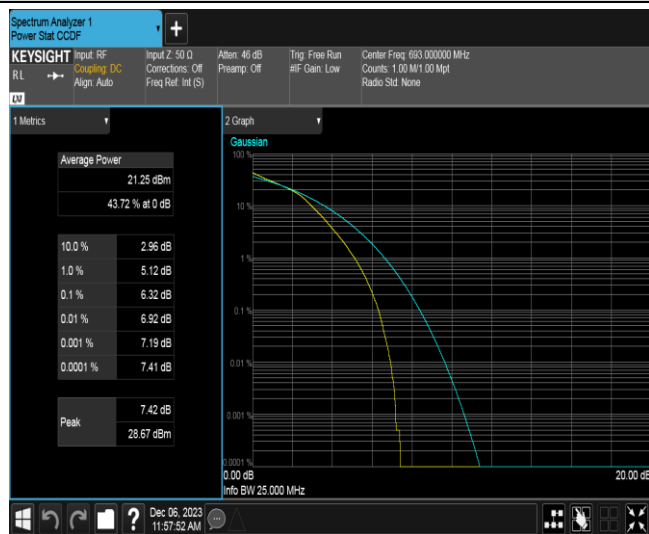 Spectrum Analyzer 1
Power Stat CCDF
KEYSIGHT
RL
LXI
Input: RF
Coupling: DC
Align: Auto
Input Z: 50 Ω
Corrections: Off
Freq Ref: Int (S)
Atten: 46 dB
Preamp: Off
Trig: Free Run
#IF Gain: Low
Center Freq: 693.000000 MHz
Counts: 1.00 M/1.00 Mpt
Radio Std: None
1 Metrics
Average Power
21.25 dBm
43.72 % at 0 dB
10.0 % 2.96 dB
1.0 % 5.12 dB
0.1 % 6.32 dB
0.01 % 6.92 dB
0.001 % 7.19 dB
0.0001 % 7.41 dB
Peak 7.42 dB
28.67 dBm
2 Graph
Gaussian
100 %
10 %
1 %
0.1 %
0.01 %
0.001 %
0.0001 %
0.00 dB 20.00 dB
Info BW 25.000 MHz
Dec 06, 2023
11:57:52 AM